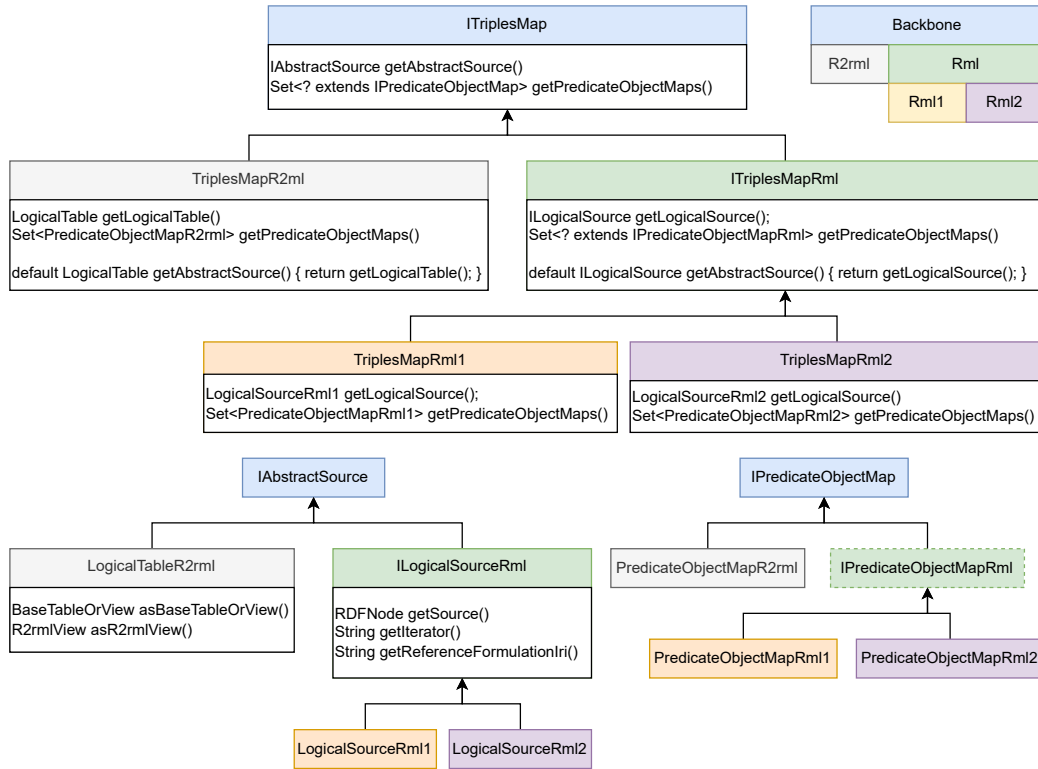 ITriplesMap
IAbstractSource getAbstractSource()
Set<? extends IPredicateObjectMap> getPredicateObjectMaps()
Backbone
R2rml
Rml
Rml1
Rml2
TriplesMapR2ml
LogicalTable getLogicalTable()
Set<PredicateObjectMapR2rml> getPredicateObjectMaps()
default LogicalTable getAbstractSource() { return getLogicalTable(); }
ITriplesMapRml
ILogicalSource getLogicalSource();
Set<? extends IPredicateObjectMapRml> getPredicateObjectMaps()
default ILogicalSource getAbstractSource() { return getLogicalSource(); }
TriplesMapRml1
LogicalSourceRml1 getLogicalSource();
Set<PredicateObjectMapRml1> getPredicateObjectMaps()
TriplesMapRml2
LogicalSourceRml2 getLogicalSource()
Set<PredicateObjectMapRml2> getPredicateObjectMaps()
IAbstractSource
LogicalTableR2rml
BaseTableOrView asBaseTableOrView()
R2rmlView asR2rmlView()
ILogicalSourceRml
RDFNode getSource()
String getIterator()
String getReferenceFormulationIri()
LogicalSourceRml1
LogicalSourceRml2
IPredicateObjectMap
PredicateObjectMapR2rml
IPredicateObjectMapRml
PredicateObjectMapRml1
PredicateObjectMapRml2